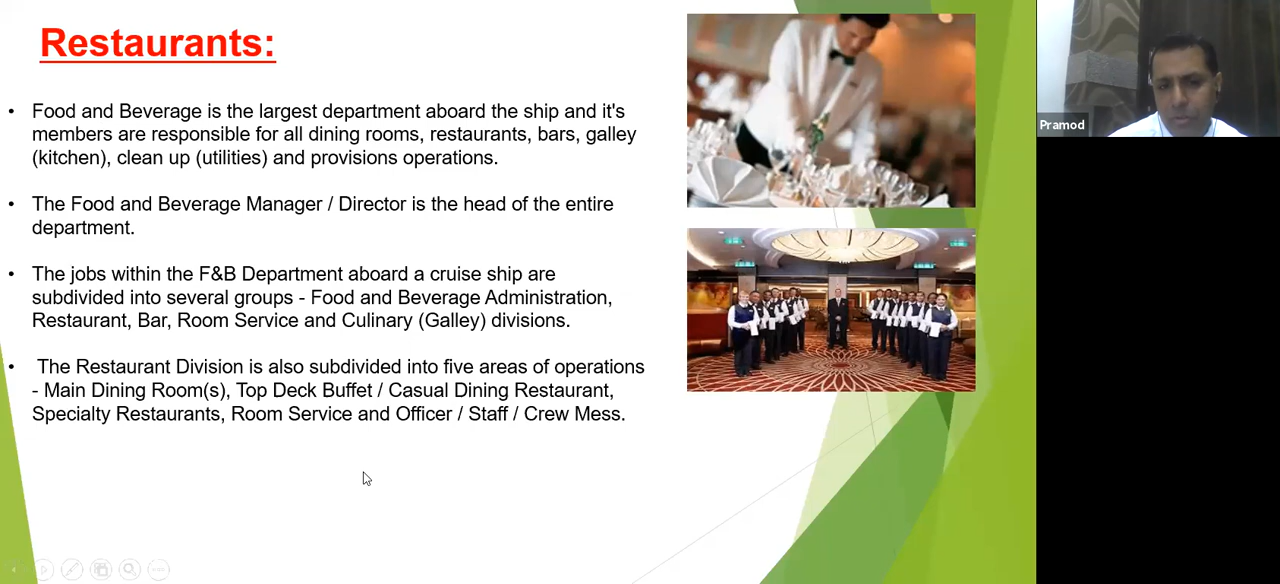 Restaurants:
• Food and Beverage is the largest department aboard the ship and it's
members are responsible for all dining rooms, restaurants, bars, galley
(kitchen), clean up (utilities) and provisions operations.
• The Food and Beverage Manager / Director is the head of the entire
department.
• The jobs within the F&B Department aboard a cruise ship are
subdivided into several groups - Food and Beverage Administration,
Restaurant, Bar, Room Service and Culinary (Galley) divisions.
• The Restaurant Division is also subdivided into five areas of operations
- Main Dining Room(s), Top Deck Buffet / Casual Dining Restaurant,
Specialty Restaurants, Room Service and Officer / Staff / Crew Mess.
Pramod